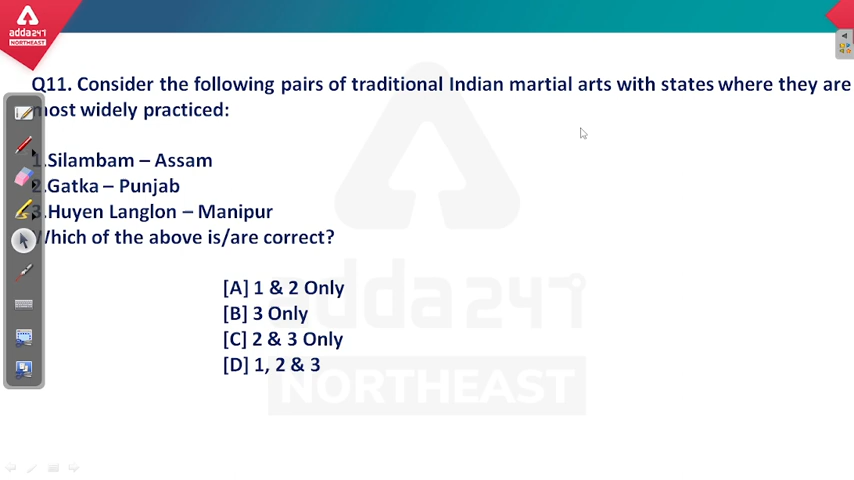 adda247
NORTHEAST
Q11. Consider the following pairs of traditional Indian martial arts with states where they are
most widely practiced:
1.Silambam – Assam
2.Gatka – Punjab
3.Huyen Langlon – Manipur
Which of the above is/are correct?
[A] 1 & 2 Only
[B] 3 Only
[C] 2 & 3 Only
[D] 1, 2 & 3
adda247
NORTHEAST